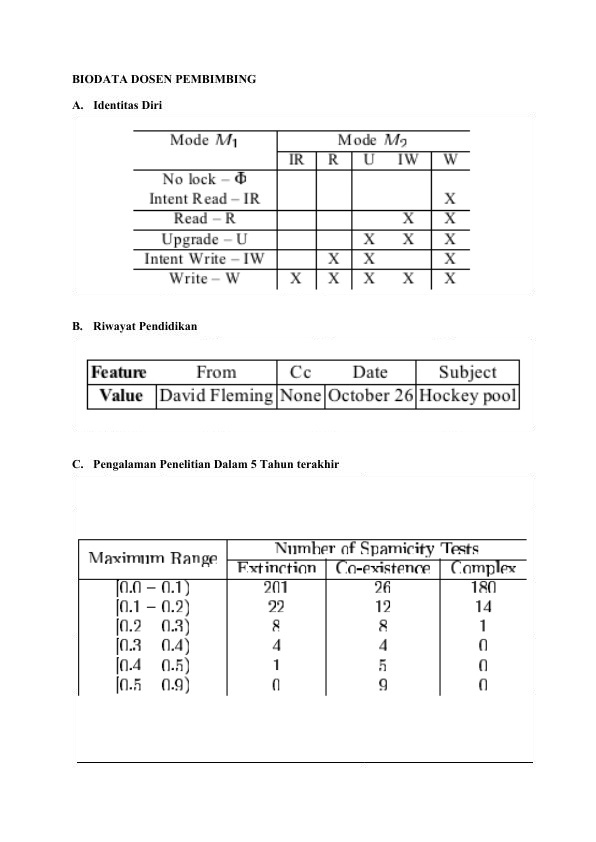 BIODATA DOSEN PEMBIMBING
A. Identitas Diri
Mode M1 Mode M2
IR R U IW W
No lock – Φ
Intent Read – IR X
Read – R X X
Upgrade – U X X X
Intent Write – IW X X X
Write – W X X X X X
B. Riwayat Pendidikan
Feature From Cc Date Subject
Value David Fleming None October 26 Hockey pool
C. Pengalaman Penelitian Dalam 5 Tahun terakhir
Maximum Range Number of Spamicity Tests
Extinction Co-existence Complex
[0.0 – 0.1) 201 26 180
[0.1 – 0.2) 22 12 14
[0.2 0.3) 8 8 1
[0.3 0.4) 4 4 0
[0.4 0.5) 1 5 0
[0.5 0.9) 0 9 0